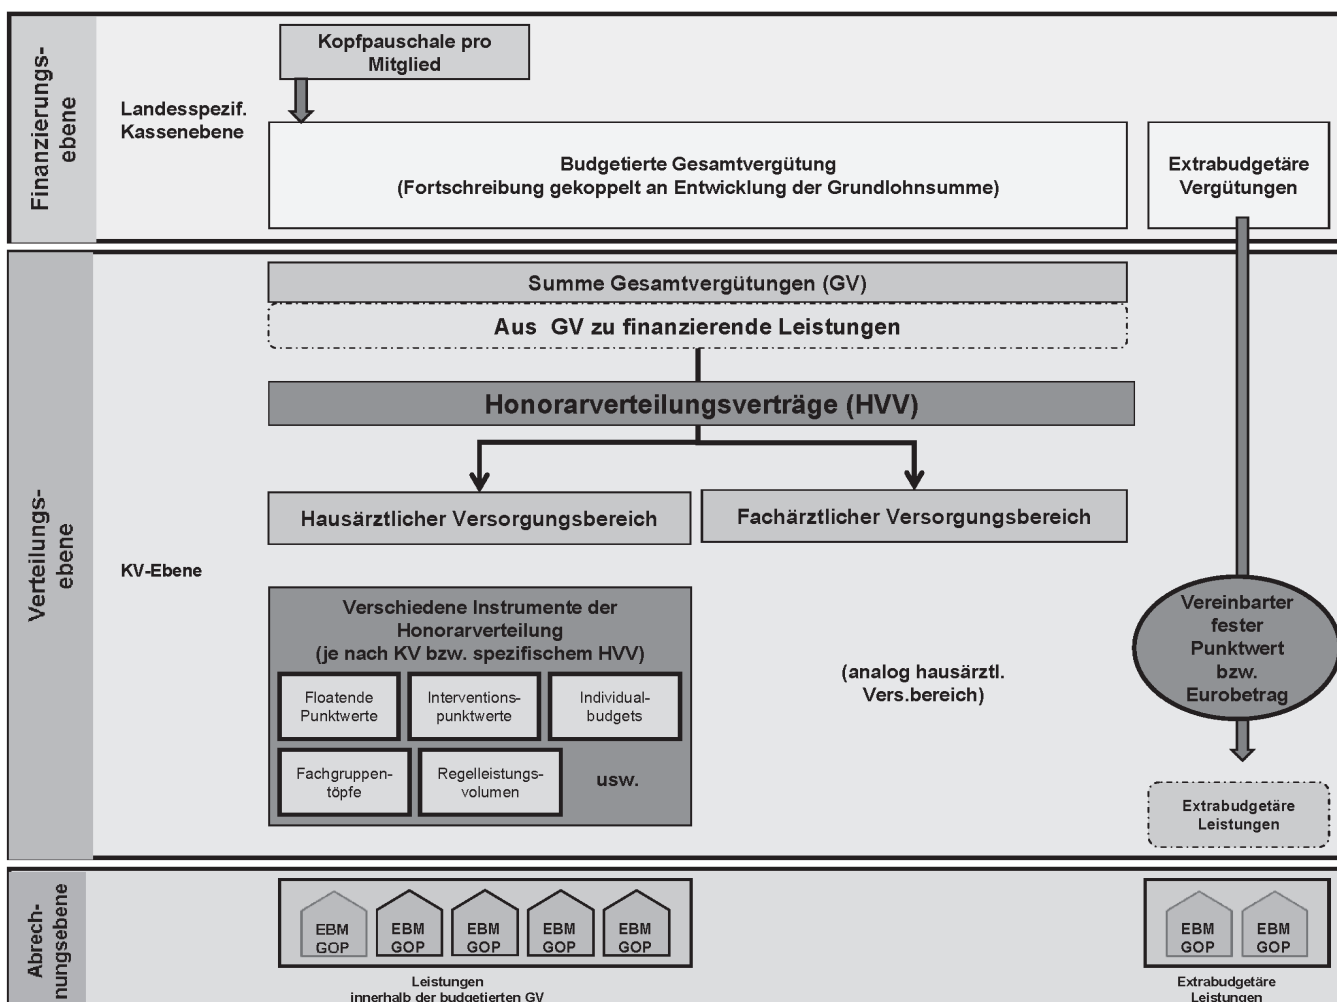 Finanzierungs-
ebene
Landesspezif.
Kassenebene
Kopfpauschale pro
Mitglied
Budgetierte Gesamtvergütung
(Fortschreibung gekoppelt an Entwicklung der Grundlohnsumme)
Extrabudgetäre
Vergütungen
Verteilungs-
ebene
KV-Ebene
Summe Gesamtvergütungen (GV)
Aus GV zu finanzierende Leistungen
Honorarverteilungsverträge (HVV)
Hausärztlicher Versorgungsbereich
Fachärztlicher Versorgungsbereich
Verschiedene Instrumente der
Honorarverteilung
(je nach KV bzw. spezifischem HVV)
Floatende
Punktwerte
Interventions-
punktwerte
Individual-
budgets
Fachgruppen-
töpfe
Regelleistungs-
volumen
usw.
(analog hausärztl.
Vers.bereich)
Vereinbarter
fester
Punktwert
bzw.
Eurobetrag
Extrabudgetäre
Leistungen
Abrech-
nungsebene
EBM
GOP
EBM
GOP
EBM
GOP
EBM
GOP
EBM
GOP
Leistungen
innerhalb der budgetierten GV
EBM
GOP
EBM
GOP
Extrabudgetäre
Leistungen